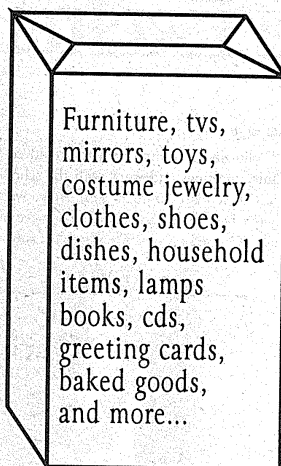 Furniture, tvs,
mirrors, toys,
costume jewelry,
clothes, shoes,
dishes, household
items, lamps
books, cds,
greeting cards,
baked goods,
and more...